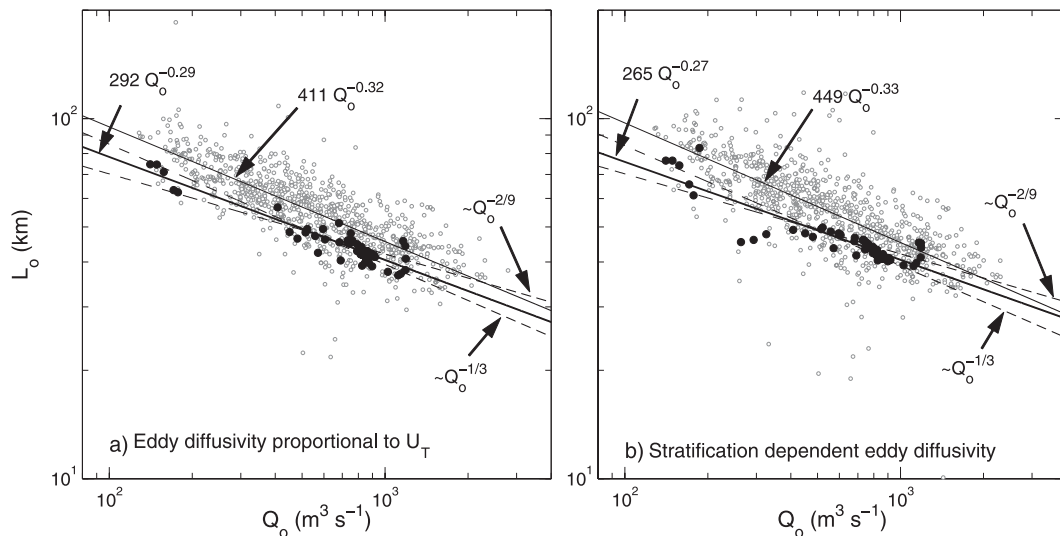 292 Q_o^-0.29
411 Q_o^-0.32
~Q_o^-2/9
~Q_o^-1/3
a) Eddy diffusivity proportional to U_T
10^2
10^1
L_o (km)
10^2
10^3
Q_o (m^3 s^-1)
265 Q_o^-0.27
449 Q_o^-0.33
~Q_o^-2/9
~Q_o^-1/3
b) Stratification dependent eddy diffusivity
10^2
10^1
10^2
10^3
Q_o (m^3 s^-1)